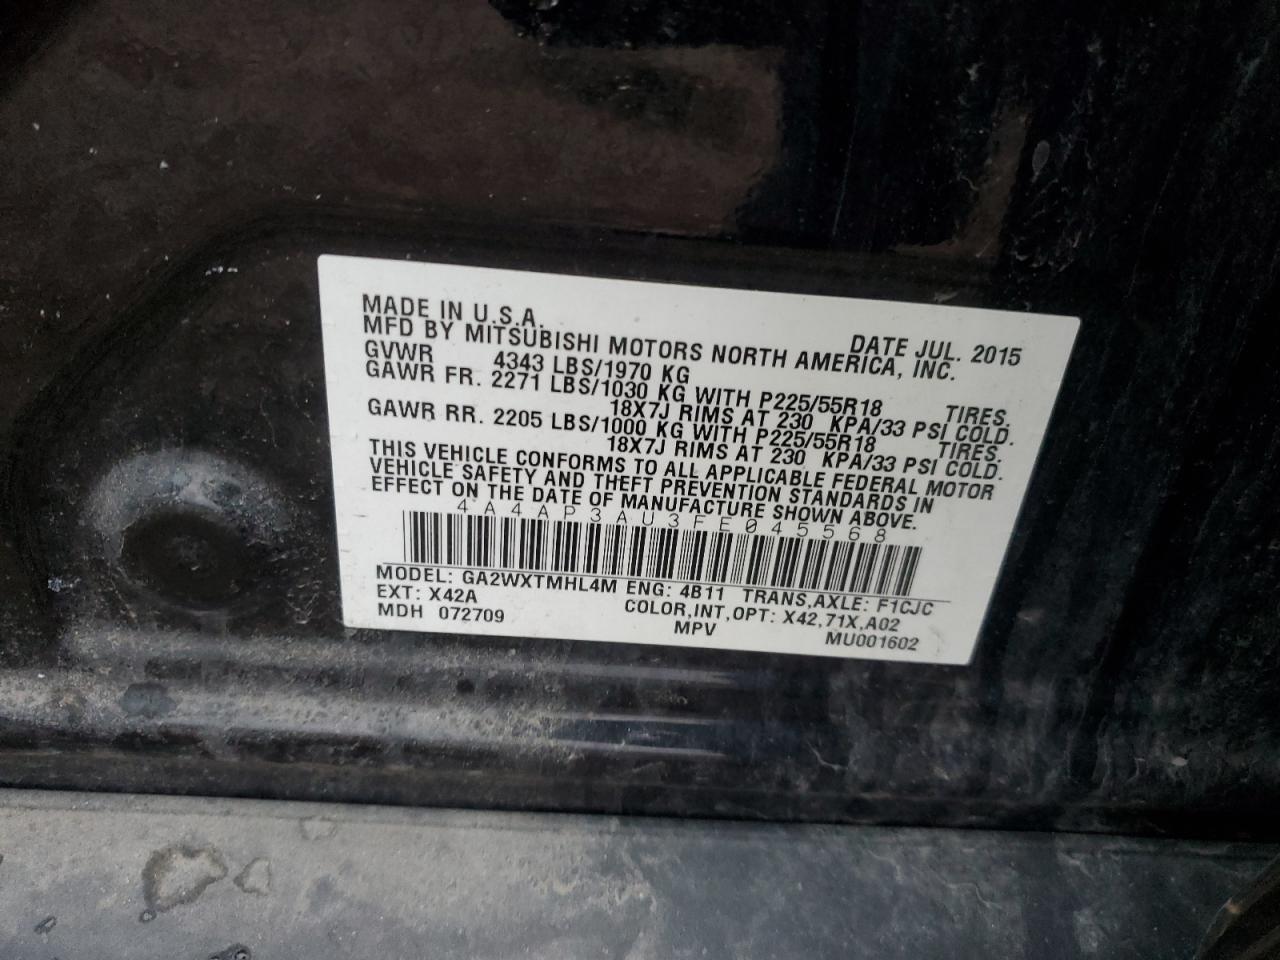 MADE IN U.S.A. DATE JUL. 2015
MFD BY MITSUBISHI MOTORS NORTH AMERICA, INC.
GVWR 4343 LBS/1970 KG
GAWR FR. 2271 LBS/1030 KG WITH P225/55R18 TIRES.
18X7J RIMS AT 230 KPA/33 PSI COLD.
GAWR RR. 2205 LBS/1000 KG WITH P225/55R18 TIRES.
18X7J RIMS AT 230 KPA/33 PSI COLD.
THIS VEHICLE CONFORMS TO ALL APPLICABLE FEDERAL MOTOR
VEHICLE SAFETY AND THEFT PREVENTION STANDARDS IN
EFFECT ON THE DATE OF MANUFACTURE SHOWN ABOVE.
4A4AP3AU3FE045568
MODEL: GA2WXTMHL4M ENG: 4B11 TRANS,AXLE: F1CJC
EXT: X42A COLOR,INT,OPT: X42,71X,A02
MDH 072709 MPV MU001602